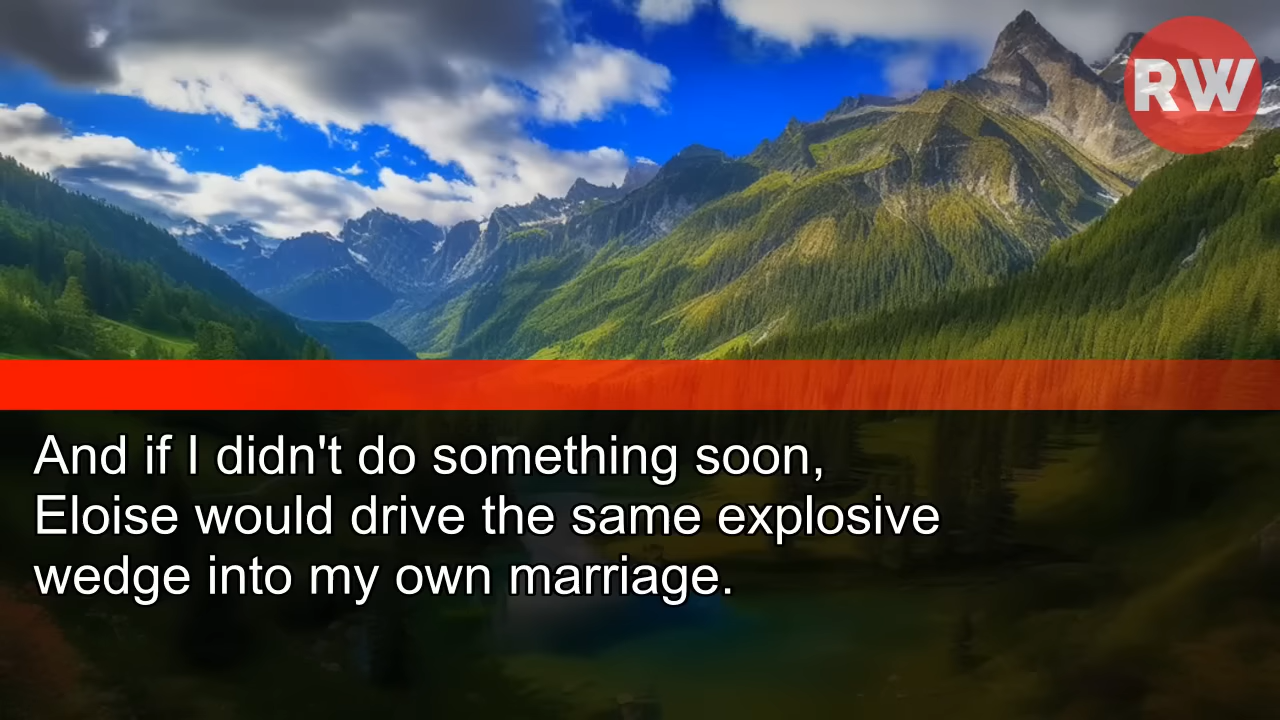 RW
And if I didn't do something soon,
Eloise would drive the same explosive
wedge into my own marriage.